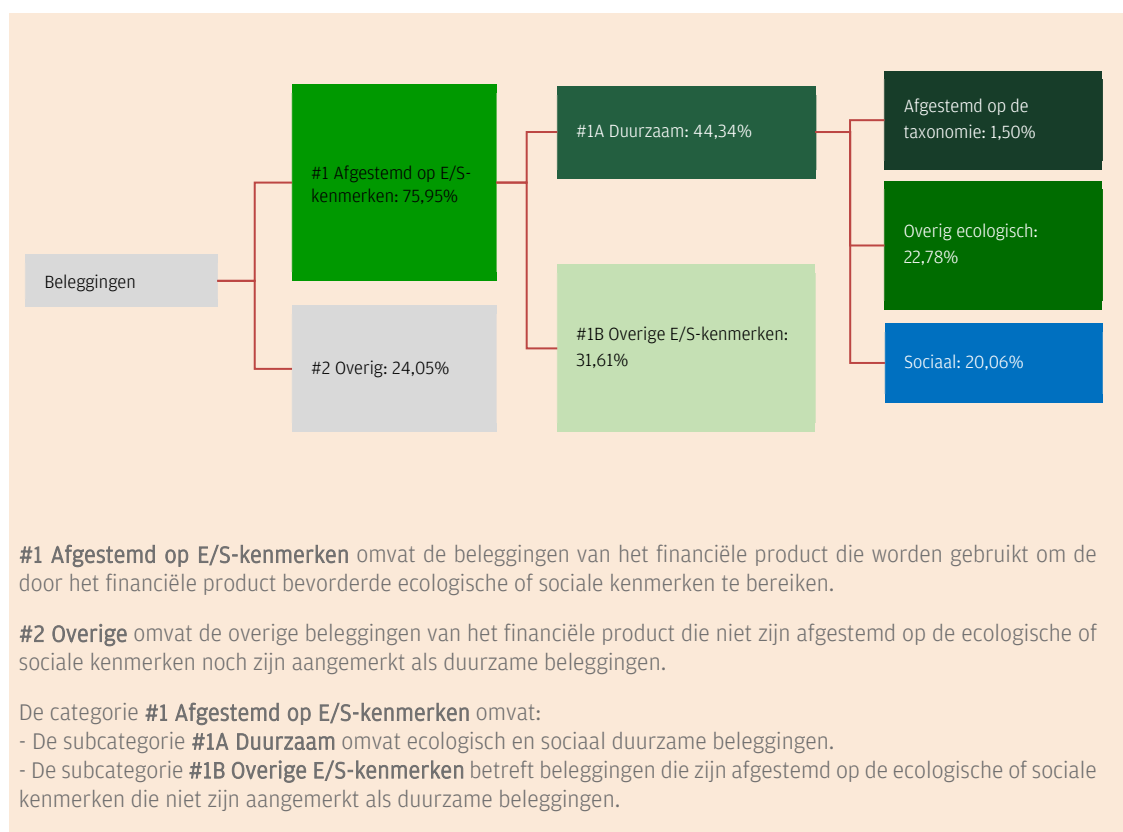 Beleggingen
#1 Afgestemd op E/S-
kenmerken: 75,95%
#2 Overig: 24,05%
#1A Duurzaam: 44,34%
#1B Overige E/S-kenmerken:
31,61%
Afgestemd op de
taxonomie: 1,50%
Overig ecologisch:
22,78%
Sociaal: 20,06%
#1 Afgestemd op E/S-kenmerken omvat de beleggingen van het financiële product die worden gebruikt om de
door het financiële product bevorderde ecologische of sociale kenmerken te bereiken.
#2 Overige omvat de overige beleggingen van het financiële product die niet zijn afgestemd op de ecologische of
sociale kenmerken noch zijn aangemerkt als duurzame beleggingen.
De categorie #1 Afgestemd op E/S-kenmerken omvat:
- De subcategorie #1A Duurzaam omvat ecologisch en sociaal duurzame beleggingen.
- De subcategorie #1B Overige E/S-kenmerken betreft beleggingen die zijn afgestemd op de ecologische of sociale
kenmerken die niet zijn aangemerkt als duurzame beleggingen.